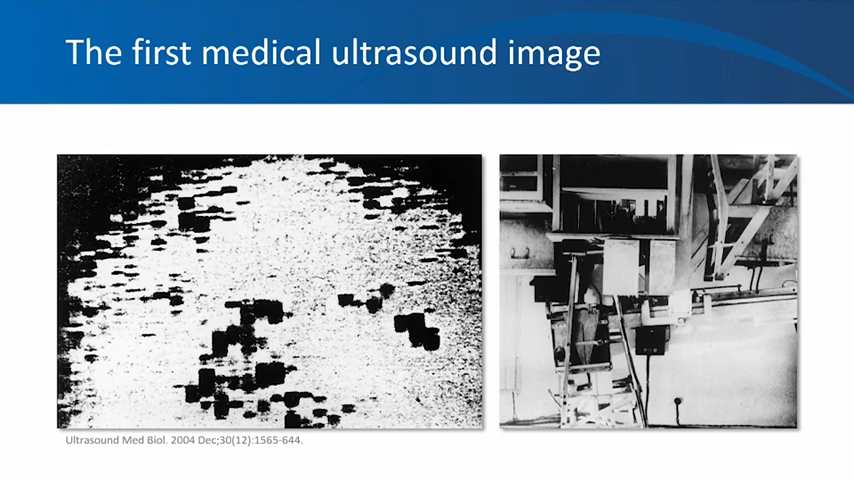 The first medical ultrasound image
Ultrasound Med Biol. 2004 Dec;30(12):1565-644.